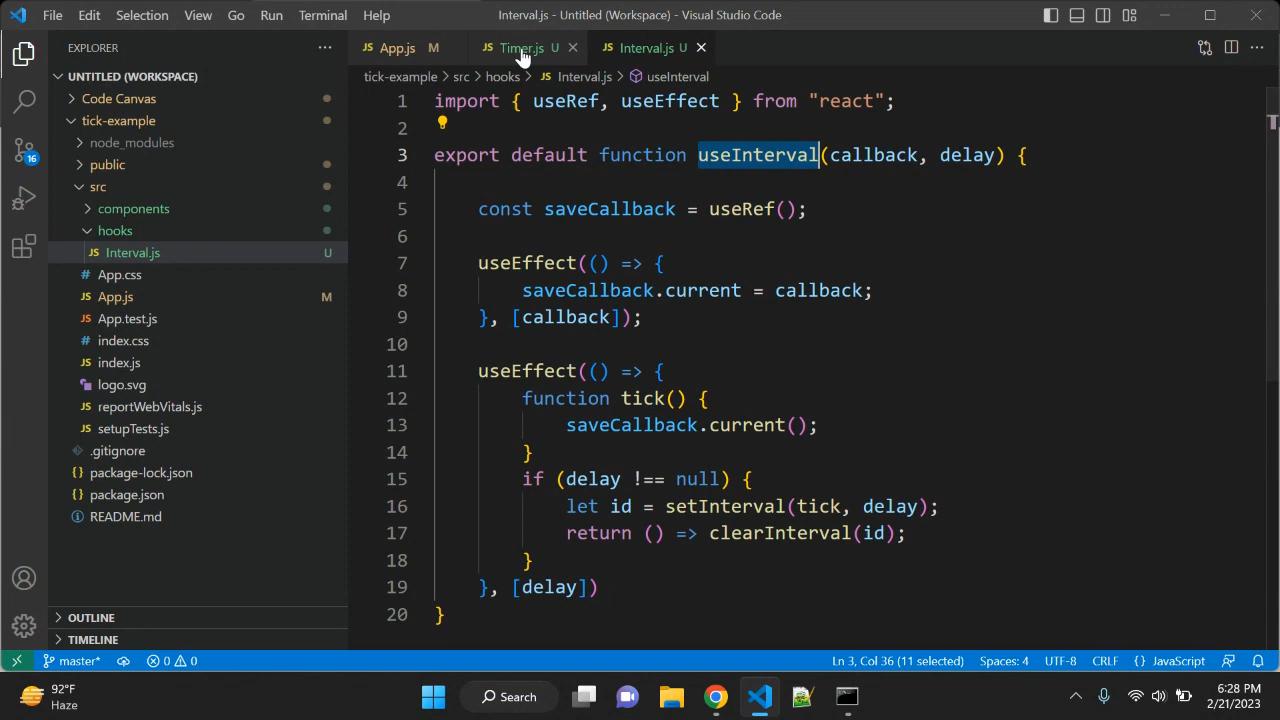 File Edit Selection View Go Run Terminal Help
Interval.js - Untitled (Workspace) - Visual Studio Code
EXPLORER
UNTITLED (WORKSPACE)
Code Canvas
tick-example
node_modules
public
src
components
hooks
JS Interval.js U
# App.css
JS App.js M
JS App.test.js
# index.css
JS index.js
logo.svg
JS reportWebVitals.js
JS setupTests.js
.gitignore
{} package-lock.json
{} package.json
README.md
OUTLINE
TIMELINE
16
JS App.js M
JS Timer.js U
JS Interval.js U
tick-example > src > hooks > JS Interval.js > useInterval
1 import { useRef, useEffect } from "react";
2
3 export default function useInterval(callback, delay) {
4
5 const saveCallback = useRef();
6
7 useEffect(() => {
8 saveCallback.current = callback;
9 }, [callback]);
10
11 useEffect(() => {
12 function tick() {
13 saveCallback.current();
14 }
15 if (delay !== null) {
16 let id = setInterval(tick, delay);
17 return () => clearInterval(id);
18 }
19 }, [delay])
20 }
master* 0 0
Ln 3, Col 36 (11 selected) Spaces: 4 UTF-8 CRLF {} JavaScript
92°F
Haze
Search
6:28 PM
2/21/2023